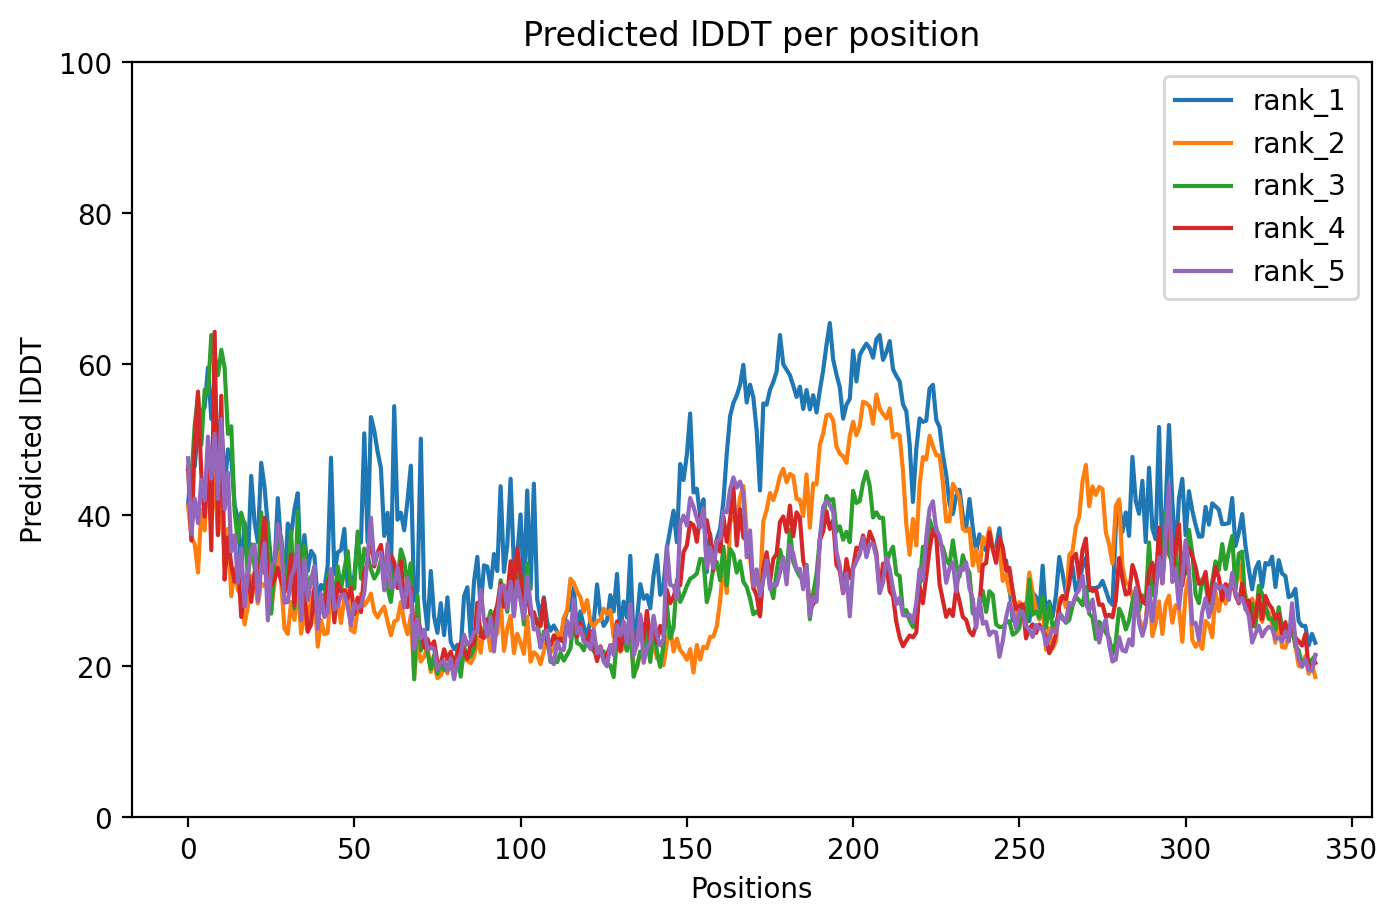 Predicted lDDT per position
100
80
60
40
20
0
Predicted lDDT
rank_1
rank_2
rank_3
rank_4
rank_5
0 50 100 150 200 250 300 350
Positions